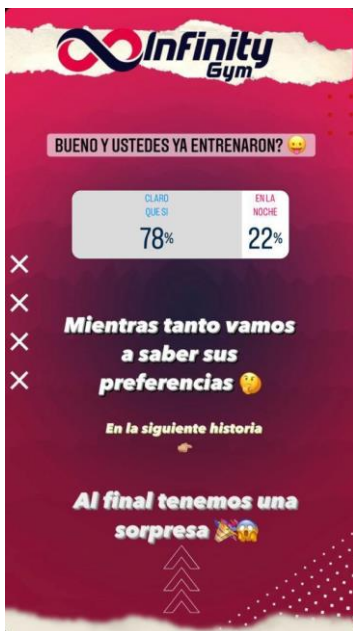 Infinity
Gym
BUENO Y USTEDES YA ENTRENARON? 😛
CLARO
QUE SI
78%
EN LA
NOCHE
22%
Mientras tanto vamos
a saber sus
preferencias 🤔
En la siguiente historia
👉🏼
Al final tenemos una
sorpresa 🎉😱